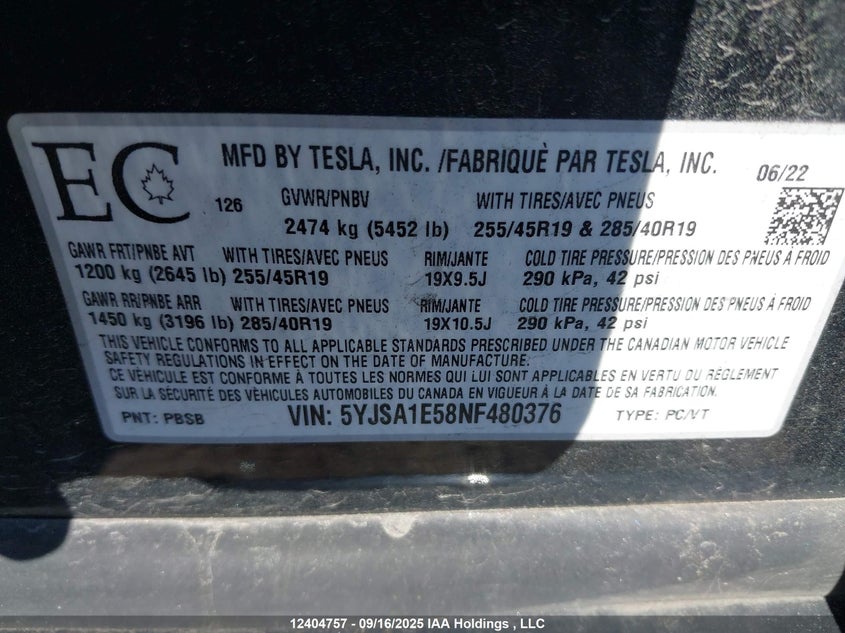 EC
MFD BY TESLA, INC. /FABRIQUÈ PAR TESLA, INC. 06/22
126 GVWR/PNBV WITH TIRES/AVEC PNEUS
2474 kg (5452 lb) 255/45R19 & 285/40R19
GAWR FRT/PNBE AVT WITH TIRES/AVEC PNEUS RIM/JANTE COLD TIRE PRESSURE/PRESSION DES PNEUS À FROID
1200 kg (2645 lb) 255/45R19 19X9.5J 290 kPa, 42 psi
GAWR RR/PNBE ARR WITH TIRES/AVEC PNEUS RIM/JANTE COLD TIRE PRESSURE/PRESSION DES PNEUS À FROID
1450 kg (3196 lb) 285/40R19 19X10.5J 290 kPa, 42 psi
THIS VEHICLE CONFORMS TO ALL APPLICABLE STANDARDS PRESCRIBED UNDER THE CANADIAN MOTOR VEHICLE
SAFETY REGULATIONS IN EFFECT ON THE DATE OF MANUFACTURE.
CE VÉHICULE EST CONFORME À TOUTES LES NORMES QUI LUI SONT APPLICABLES EN VERTU DU RÈGLEMENT
SUR LA SÉCURITÉ DES VÉHICULES AUTOMOBILES DU CANADA EN VIGUEUR À LA DATE DE SA FABRICATION
PNT: PBSB VIN: 5YJSA1E58NF480376 TYPE: PC/VT
12404757 - 09/16/2025 IAA Holdings , LLC